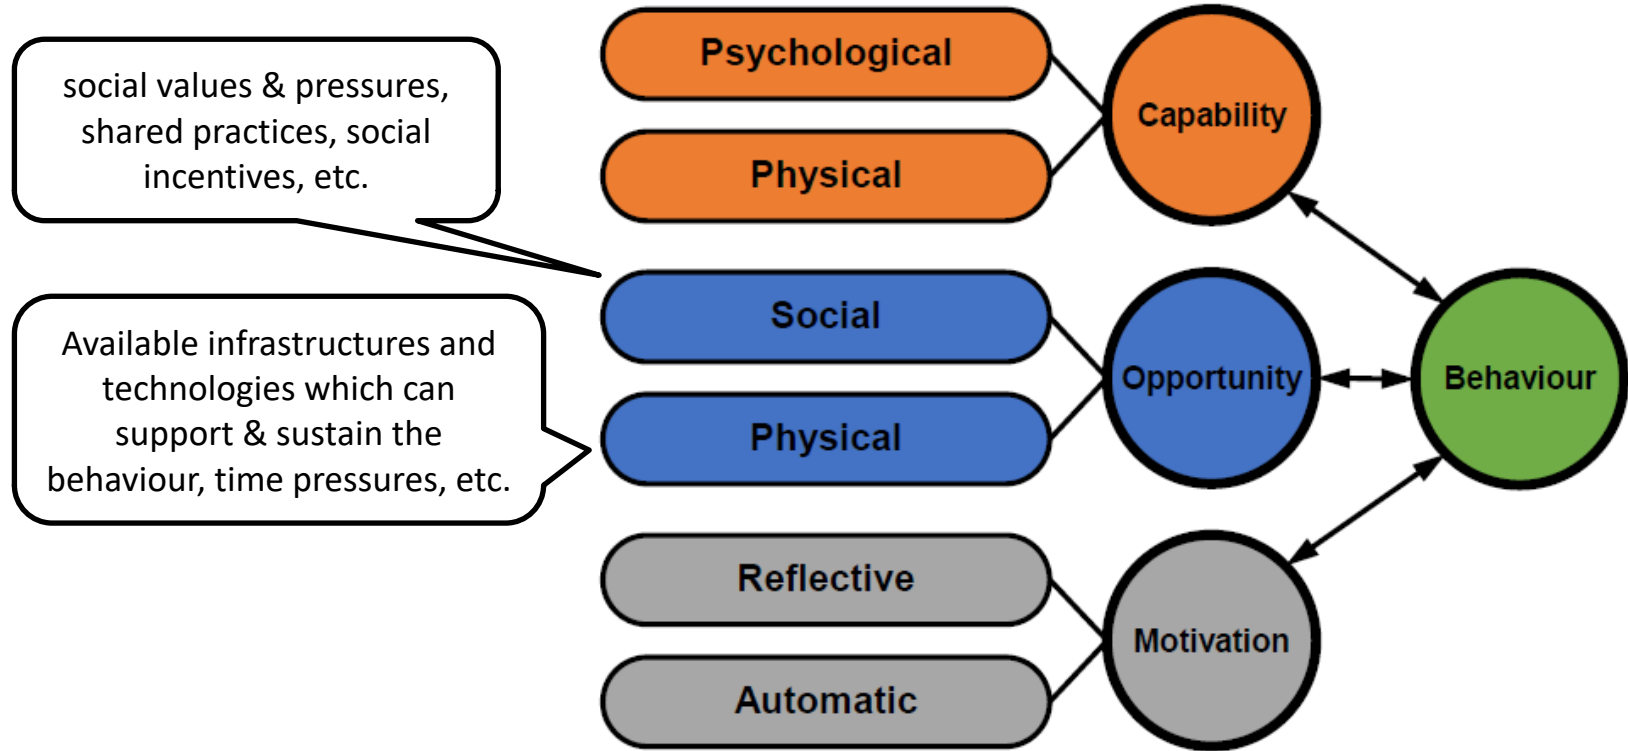 social values & pressures,
shared practices, social
incentives, etc.
Available infrastructures and
technologies which can
support & sustain the
behaviour, time pressures, etc.
Psychological
Physical
Capability
Social
Physical
Opportunity
Behaviour
Reflective
Automatic
Motivation